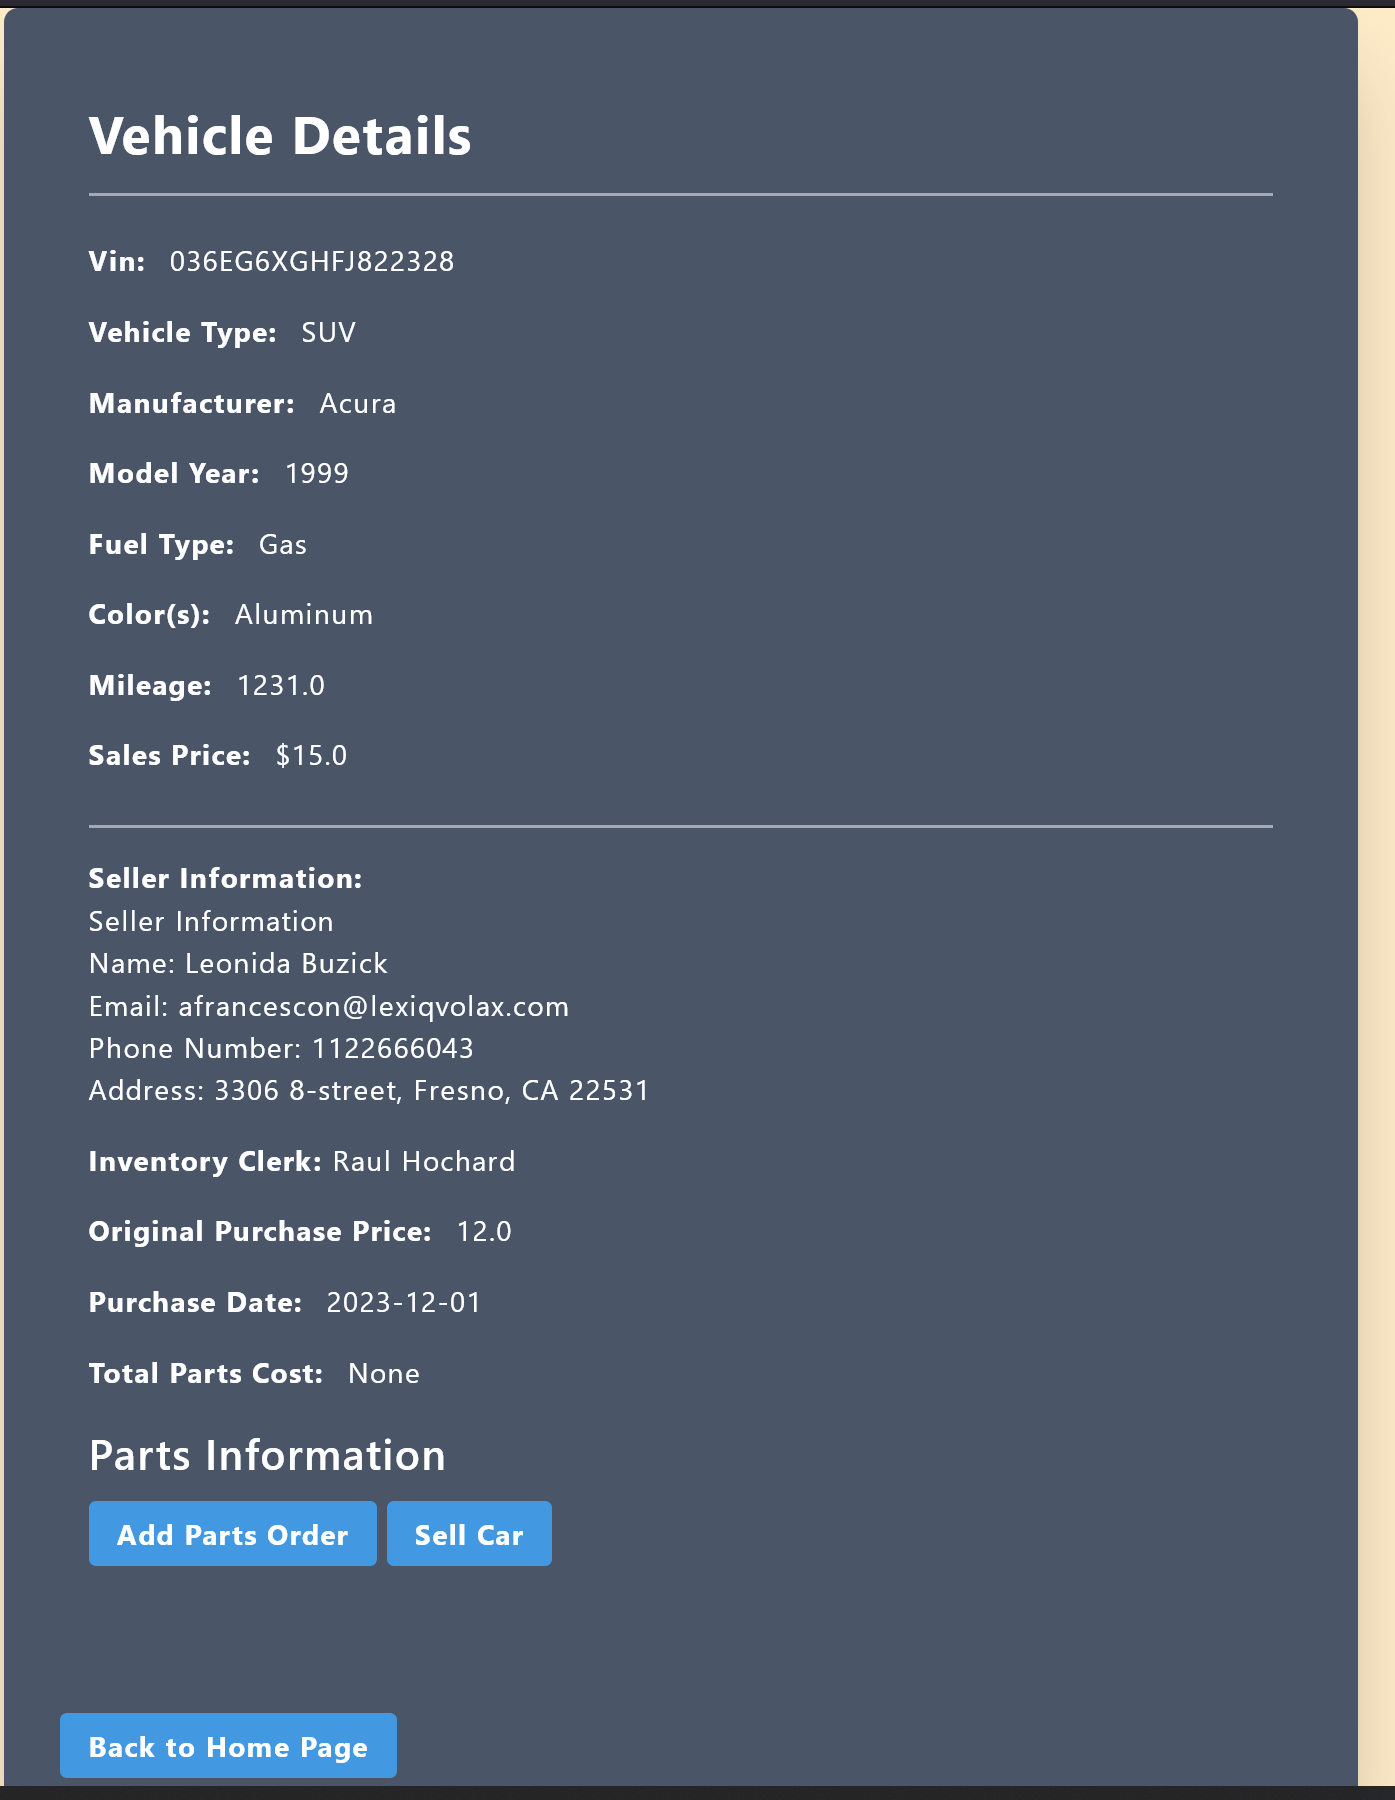 Vehicle Details
Vin: 036EG6XGHFJ822328
Vehicle Type: SUV
Manufacturer: Acura
Model Year: 1999
Fuel Type: Gas
Color(s): Aluminum
Mileage: 1231.0
Sales Price: $15.0
Seller Information:
Seller Information
Name: Leonida Buzick
Email: afrancescon@lexiqvolax.com
Phone Number: 1122666043
Address: 3306 8-street, Fresno, CA 22531
Inventory Clerk: Raul Hochard
Original Purchase Price: 12.0
Purchase Date: 2023-12-01
Total Parts Cost: None
Parts Information
Add Parts Order Sell Car
Back to Home Page